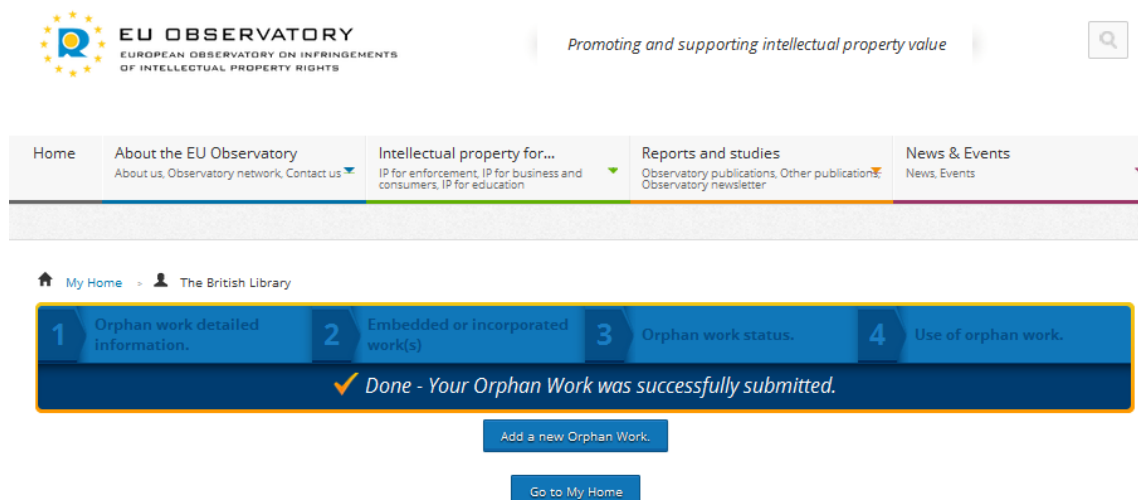 EU OBSERVATORY
EUROPEAN OBSERVATORY ON INFRINGEMENTS
OF INTELLECTUAL PROPERTY RIGHTS
Promoting and supporting intellectual property value
Home
About the EU Observatory
About us, Observatory network, Contact us
Intellectual property for...
IP for enforcement, IP for business and
consumers, IP for education
Reports and studies
Observatory publications, Other publications,
Observatory newsletter
News & Events
News, Events
My Home » The British Library
1 Orphan work detailed
information.
2 Embedded or incorporated
work(s)
3 Orphan work status.
4 Use of orphan work.
Done - Your Orphan Work was successfully submitted.
Add a new Orphan Work.
Go to My Home